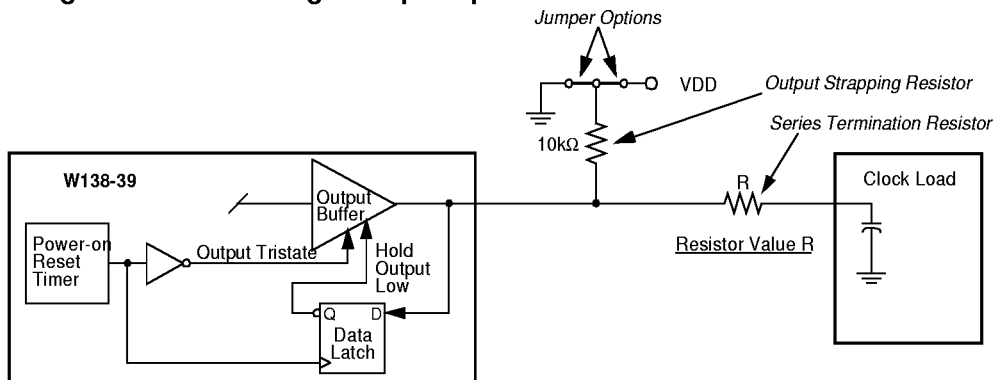 Jumper Options
VDD
Output Strapping Resistor
10kΩ
Series Termination Resistor
W138-39
R
Clock Load
Output
Buffer
Power-on
Reset
Timer
Output Tristate
Hold
Output
Low
Resistor Value R
Q
D
Data
Latch